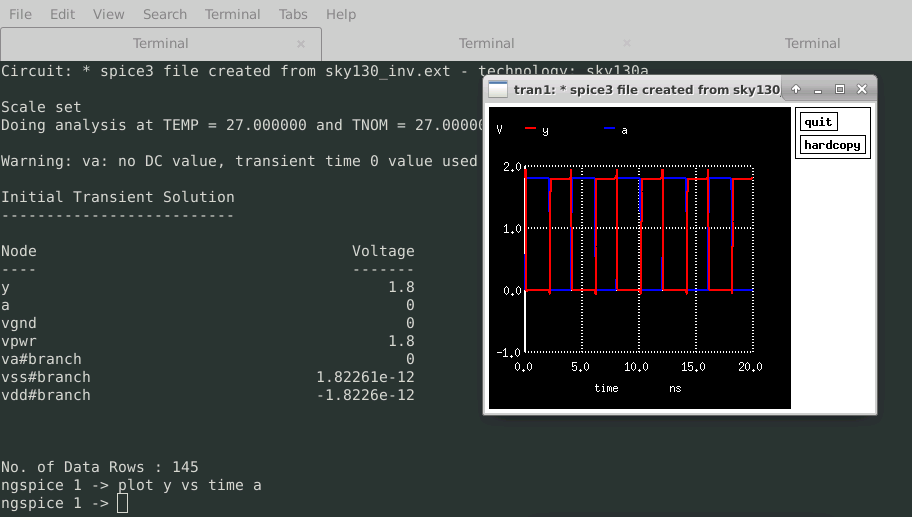 File Edit View Search Terminal Tabs Help
Terminal × Terminal × Terminal
Circuit: * spice3 file created from sky130_inv.ext - technology: sky130a
Scale set
Doing analysis at TEMP = 27.000000 and TNOM = 27.00000
Warning: va: no DC value, transient time 0 value used
Initial Transient Solution
--------------------------
Node Voltage
---- -------
y 1.8
a 0
vgnd 0
vpwr 1.8
va#branch 0
vss#branch 1.82261e-12
vdd#branch -1.8226e-12
No. of Data Rows : 145
ngspice 1 -> plot y vs time a
ngspice 1 ->
tran1: * spice3 file created from sky130_
quit
hardcopy
V y a
2.0
1.0
0.0
-1.0
0.0 5.0 10.0 15.0 20.0
time ns